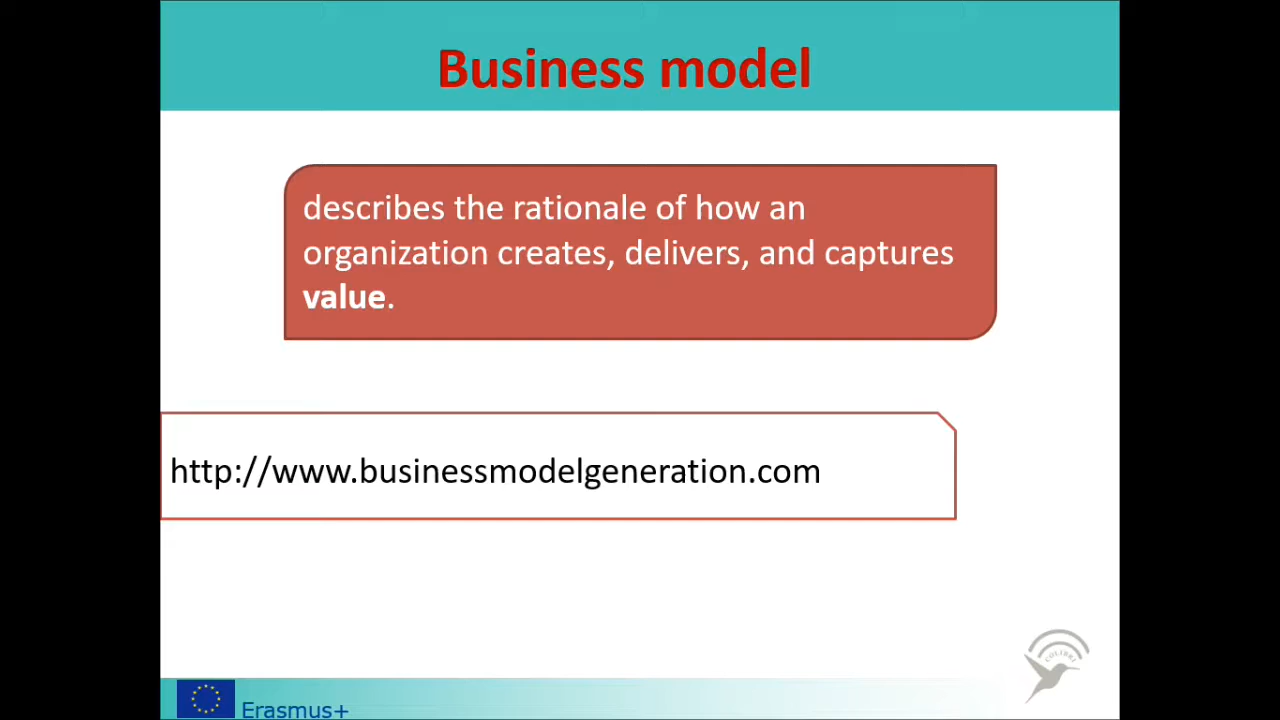 Business model
describes the rationale of how an
organization creates, delivers, and captures
value.
http://www.businessmodelgeneration.com
COLIBRI
Erasmus+